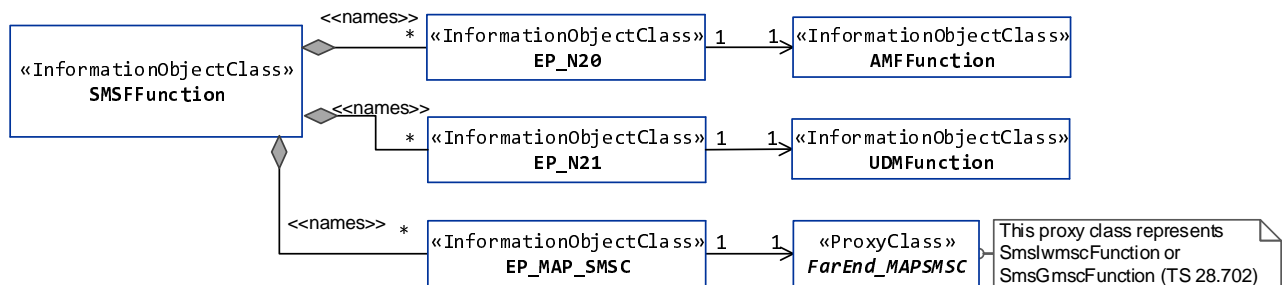 <<names>>
*
«InformationObjectClass»
SMSFFunction
«InformationObjectClass»
EP_N20
1
1
«InformationObjectClass»
AMFFunction
<<names>>
*
«InformationObjectClass»
EP_N21
1
1
«InformationObjectClass»
UDMFunction
<<names>>
*
«InformationObjectClass»
EP_MAP_SMSC
1
1
«ProxyClass»
FarEnd_MAPSMSC
This proxy class represents
SmsIwmscFunction or
SmsGmscFunction (TS 28.702)